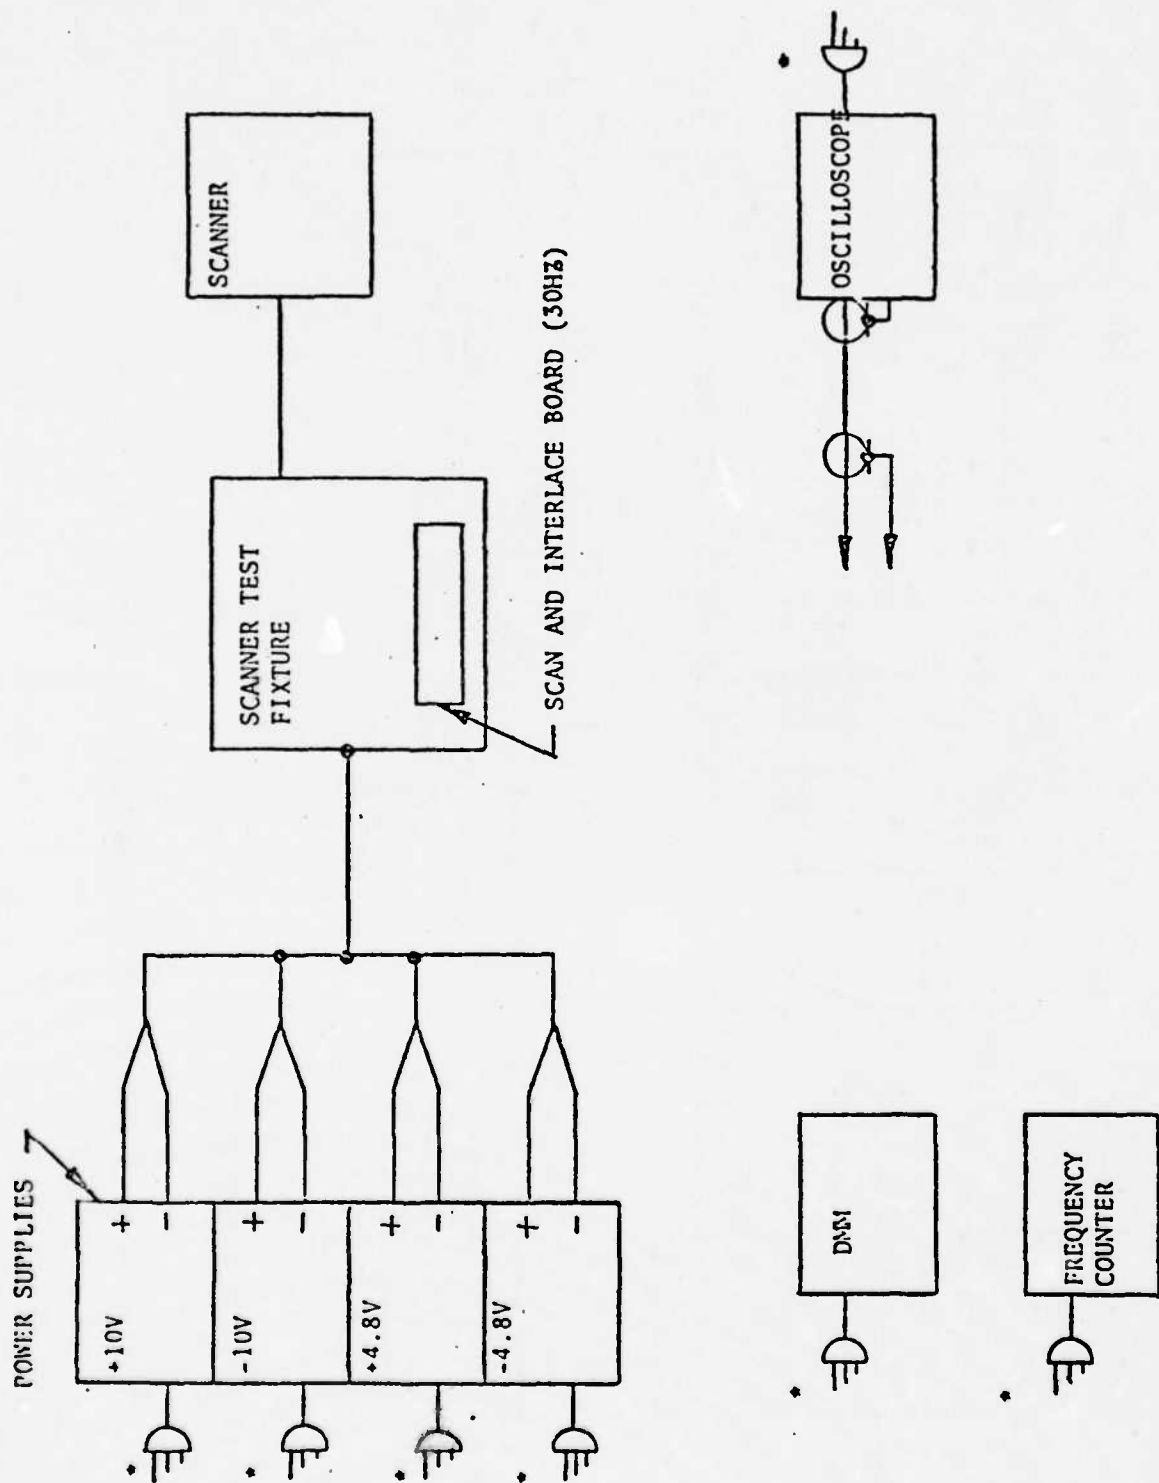 POWER SUPPLIES
+10V
+
-
-10V
+
-
+4.8V
+
-
-4.8V
+
-
*
*
*
*
SCANNER TEST
FIXTURE
SCANNER
SCAN AND INTERLACE BOARD (30HZ)
DMM
*
FREQUENCY
COUNTER
*
OSCILLOSCOPE
*